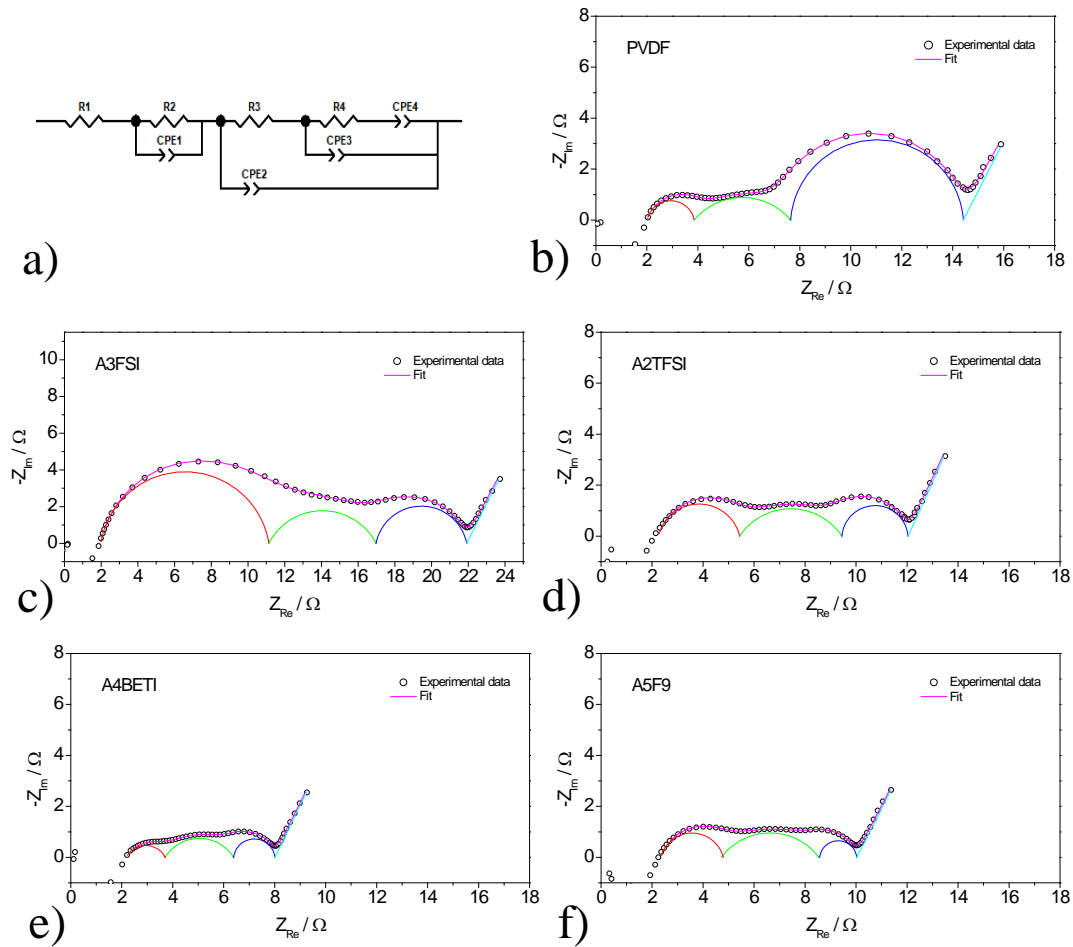 R1 R2 R3 R4 CPE4
CPE1 CPE3
CPE2
a)
PVDF
Experimental data
Fit
-Z_Im / Ω
8
6
4
2
0
0 2 4 6 8 10 12 14 16 18
Z_Re / Ω
b)
A3FSI
Experimental data
Fit
-Z_Im / Ω
10
8
6
4
2
0
0 2 4 6 8 10 12 14 16 18 20 22 24
Z_Re / Ω
c)
A2TFSI
Experimental data
Fit
-Z_Im / Ω
8
6
4
2
0
0 2 4 6 8 10 12 14 16 18
Z_Re / Ω
d)
A4BETI
Experimental data
Fit
-Z_Im / Ω
8
6
4
2
0
0 2 4 6 8 10 12 14 16 18
Z_Re / Ω
e)
A5F9
Experimental data
Fit
-Z_Im / Ω
8
6
4
2
0
0 2 4 6 8 10 12 14 16 18
Z_Re / Ω
f)